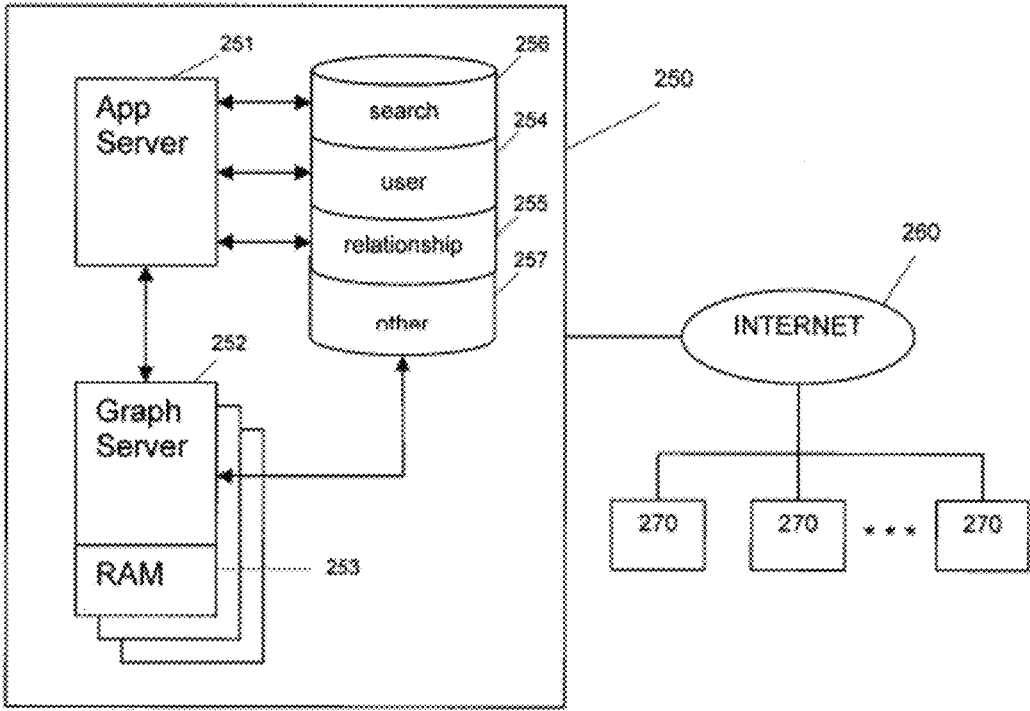 251
256
250
App
Server
search
254
user
255
relationship
257
other
260
INTERNET
252
Graph
Server
270
270
* * *
270
RAM
253